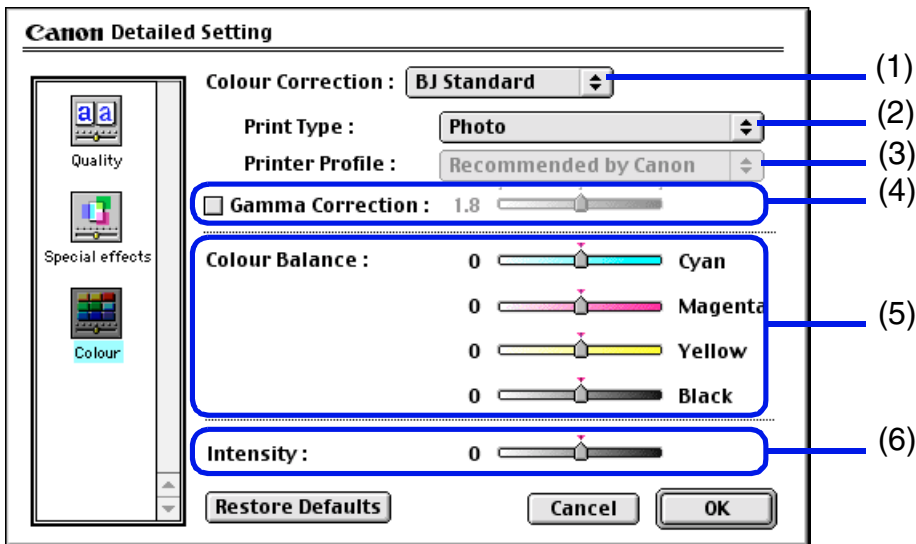 Canon Detailed Setting
Colour Correction : BJ Standard (1)
Print Type : Photo (2)
Printer Profile : Recommended by Canon (3)
Gamma Correction : 1.8 (4)
aa
Quality
Special effects
Colour
Colour Balance : 0 Cyan
0 Magenta (5)
0 Yellow
0 Black
Intensity : 0 (6)
Restore Defaults Cancel OK